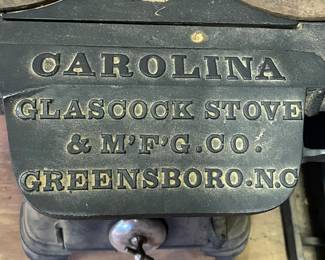 CAROLINA
GLASCOCK STOVE
& M'F'G.CO.
GREENSBORO.N.C